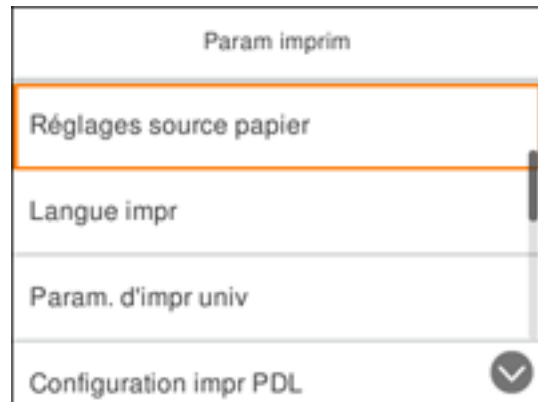 Param imprim
Réglages source papier
Langue impr
Param. d'impr univ
Configuration impr PDL